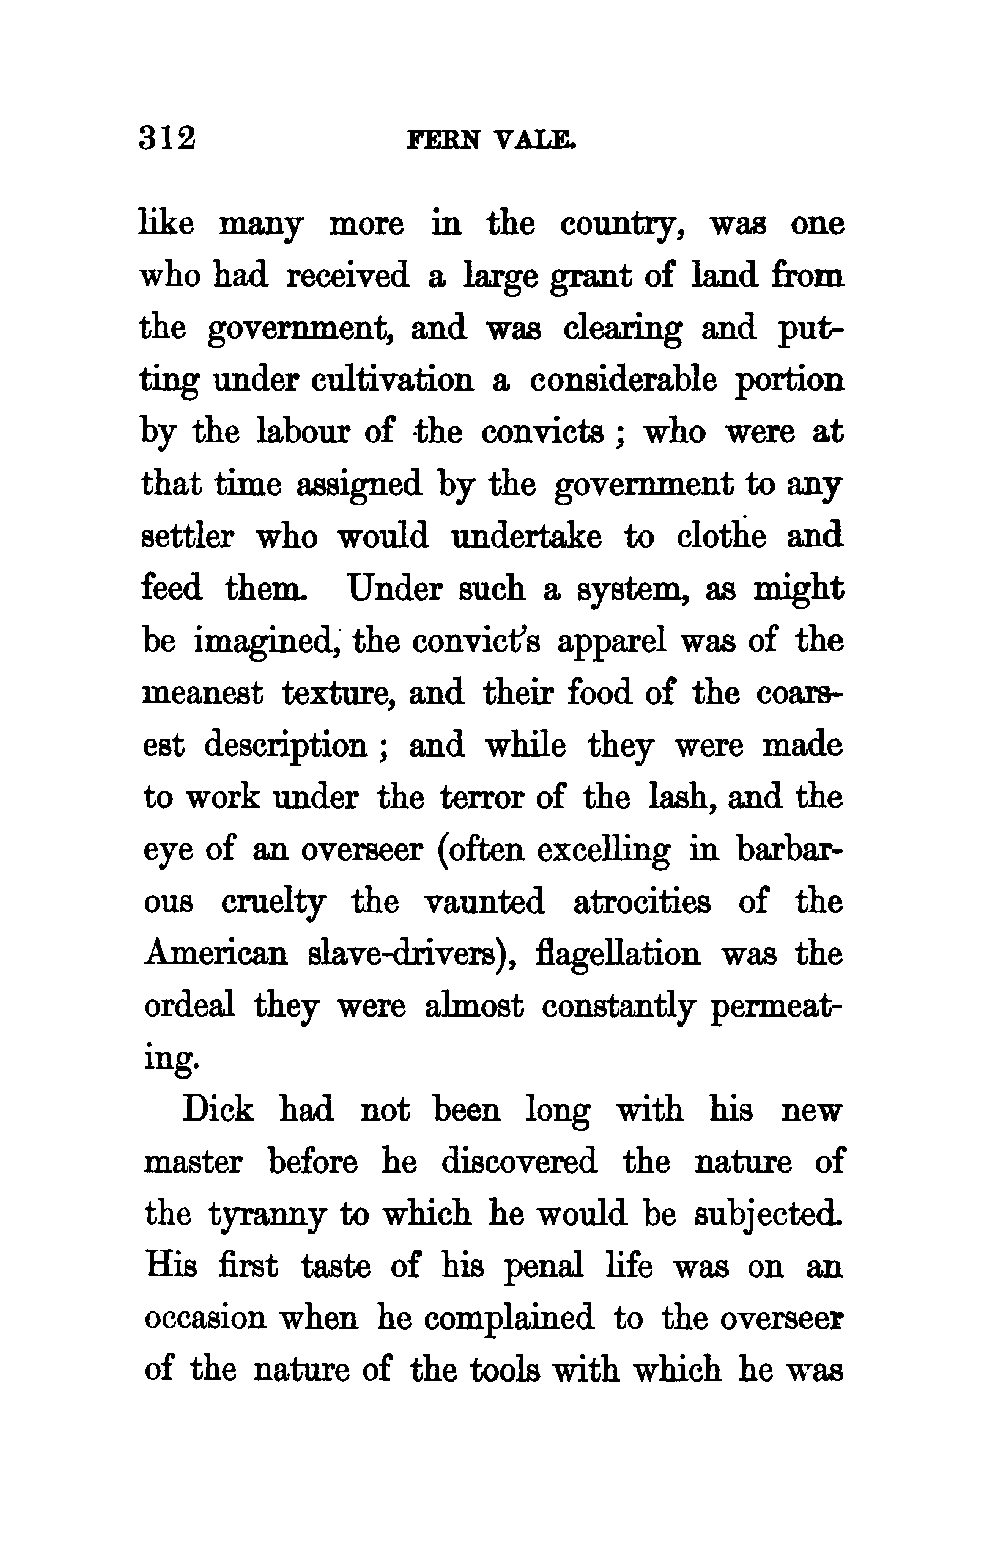 312 FERN VALE.
like many more in the country, was one
who had received a large grant of land from
the government, and was clearing and put-
ting under cultivation a considerable portion
by the labour of the convicts ; who were at
that time assigned by the government to any
settler who would undertake to clothe and
feed them. Under such a system, as might
be imagined, the convict's apparel was of the
meanest texture, and their food of the coars-
est description ; and while they were made
to work under the terror of the lash, and the
eye of an overseer (often excelling in barbar-
ous cruelty the vaunted atrocities of the
American slave-drivers), flagellation was the
ordeal they were almost constantly permeat-
ing.
Dick had not been long with his new
master before he discovered the nature of
the tyranny to which he would be subjected.
His first taste of his penal life was on an
occasion when he complained to the overseer
of the nature of the tools with which he was